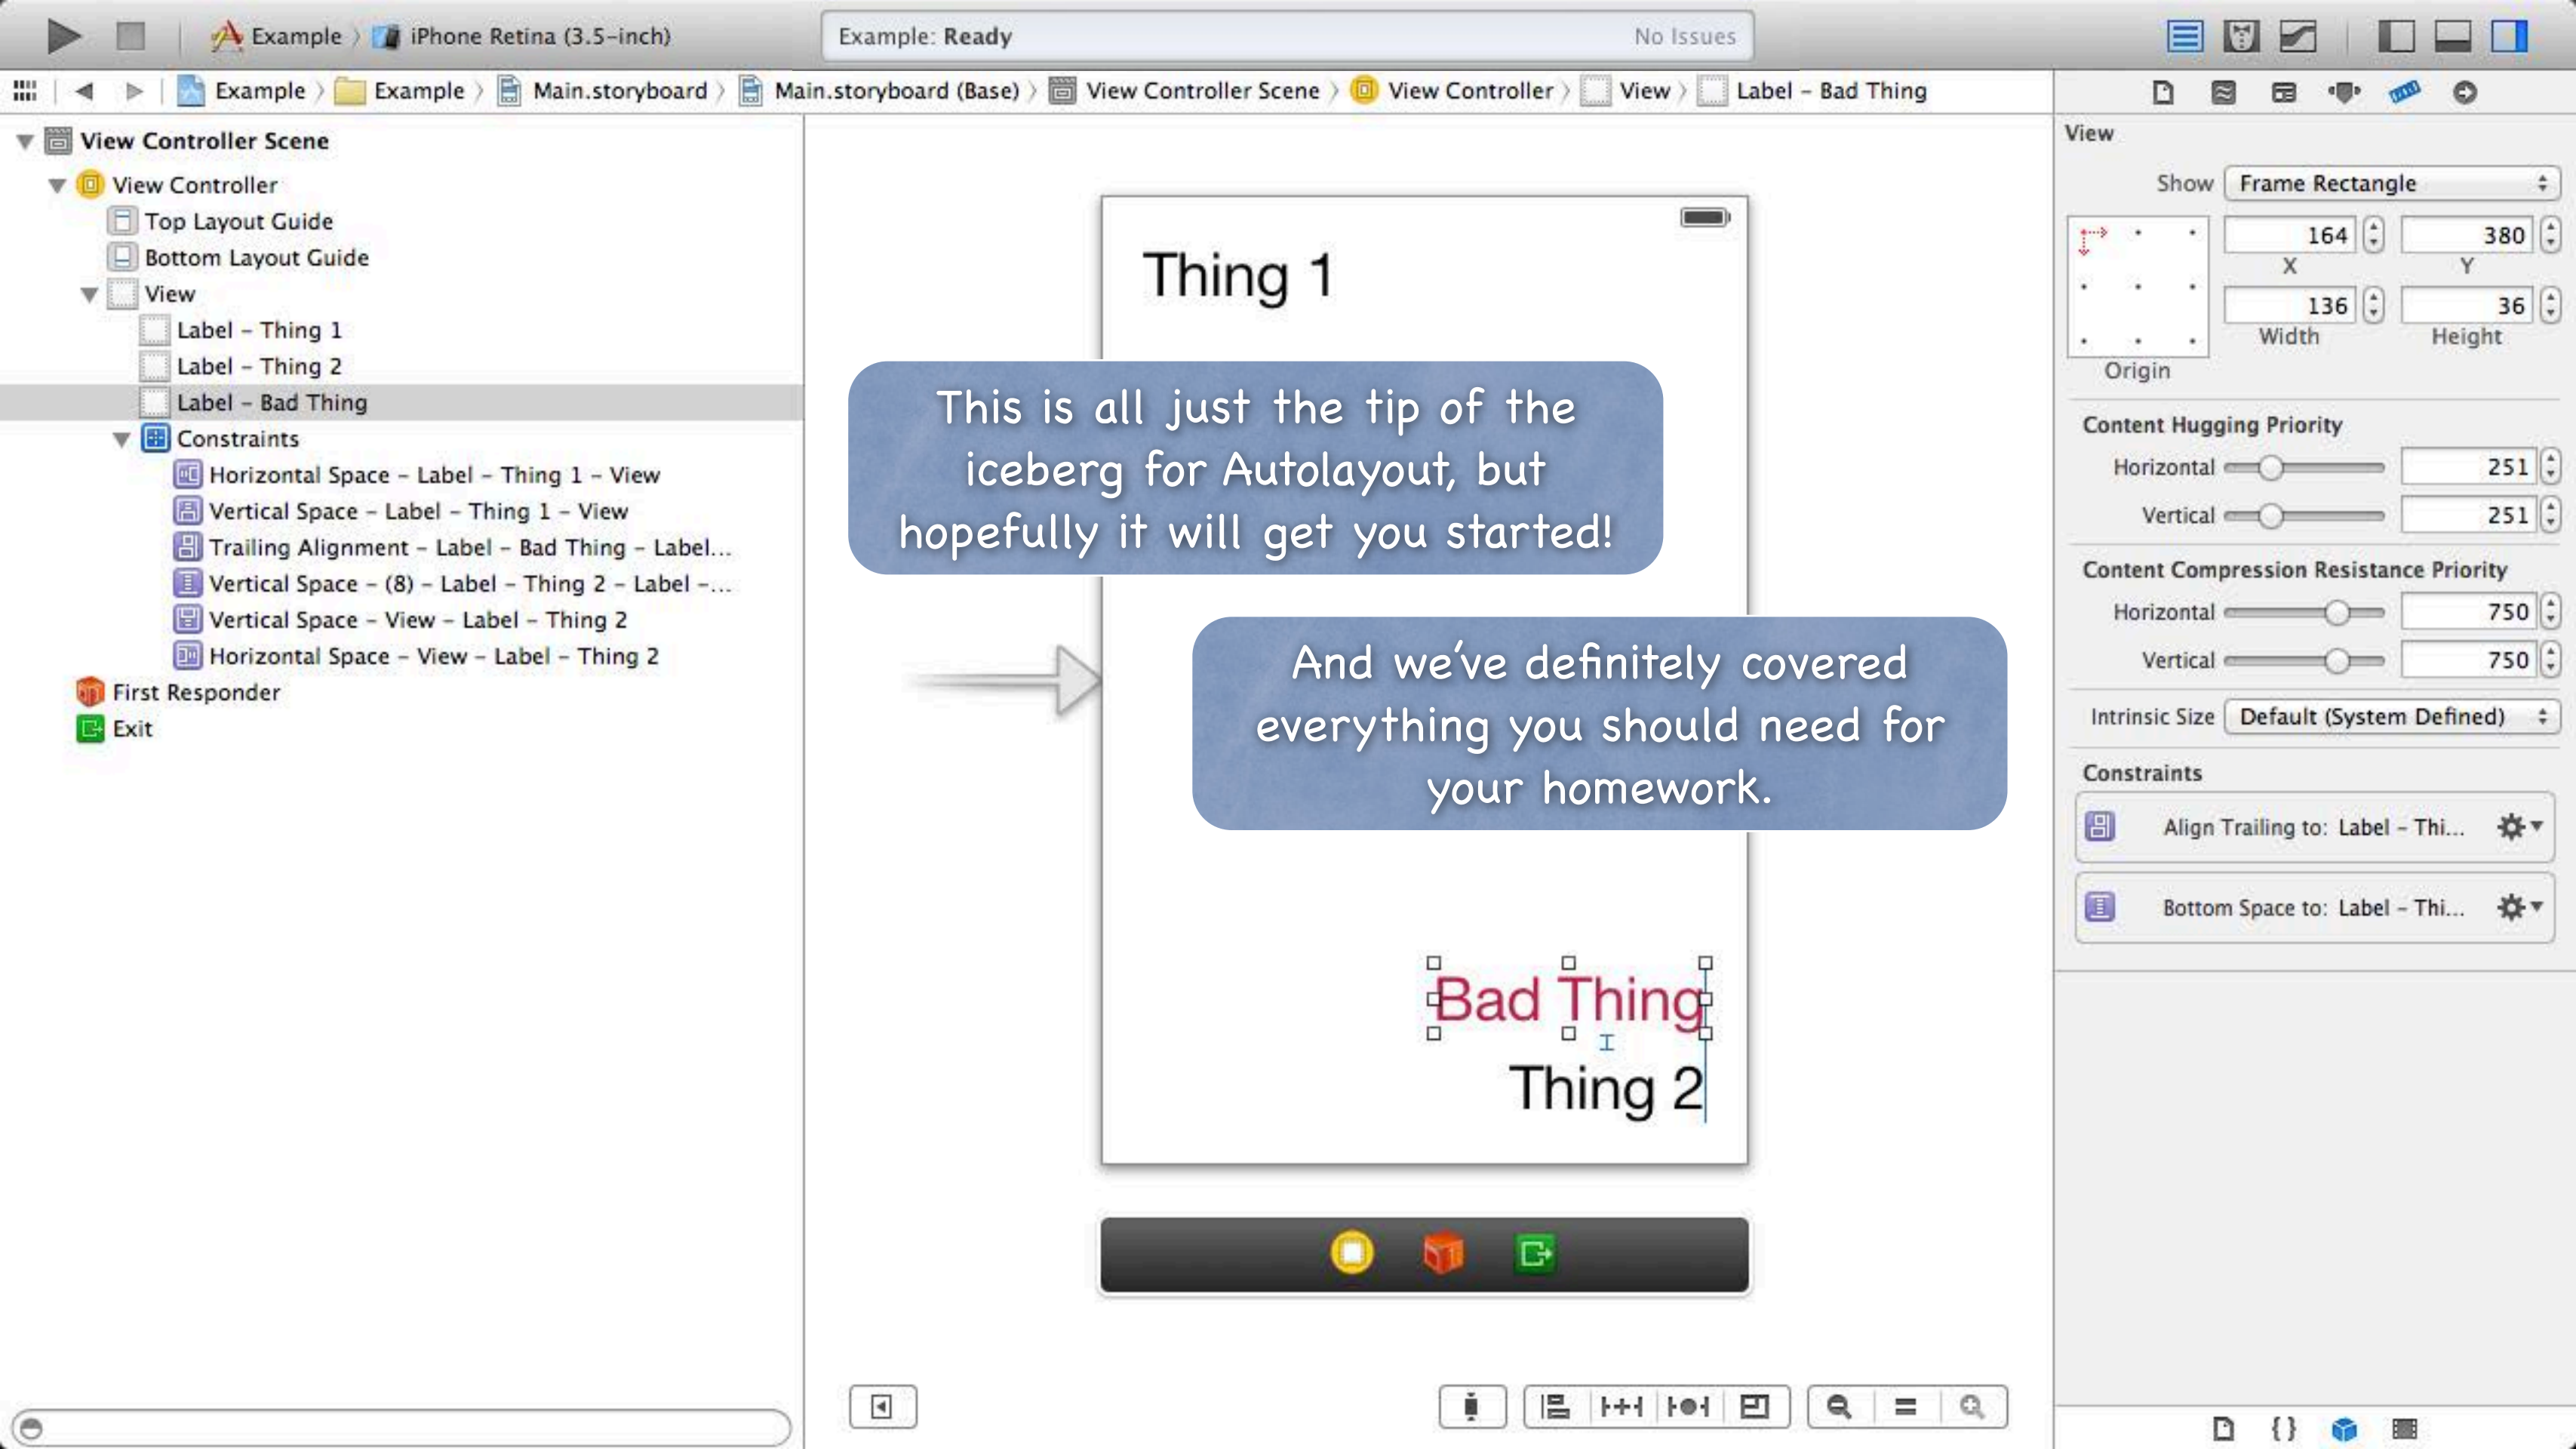 Example › iPhone Retina (3.5-inch)
Example: Ready
No Issues
Example › Example › Main.storyboard › Main.storyboard (Base) › View Controller Scene › View Controller › View › Label – Bad Thing
View Controller Scene
View Controller
Top Layout Guide
Bottom Layout Guide
View
Label – Thing 1
Label – Thing 2
Label – Bad Thing
Constraints
Horizontal Space – Label – Thing 1 – View
Vertical Space – Label – Thing 1 – View
Trailing Alignment – Label – Bad Thing – Label...
Vertical Space – (8) – Label – Thing 2 – Label –...
Vertical Space – View – Label – Thing 2
Horizontal Space – View – Label – Thing 2
First Responder
Exit
Thing 1
This is all just the tip of the
iceberg for Autolayout, but
hopefully it will get you started!
And we've definitely covered
everything you should need for
your homework.
Bad Thing
Thing 2
View
Show Frame Rectangle
164 380
X Y
136 36
Width Height
Origin
Content Hugging Priority
Horizontal 251
Vertical 251
Content Compression Resistance Priority
Horizontal 750
Vertical 750
Intrinsic Size Default (System Defined)
Constraints
Align Trailing to: Label – Thi...
Bottom Space to: Label – Thi...